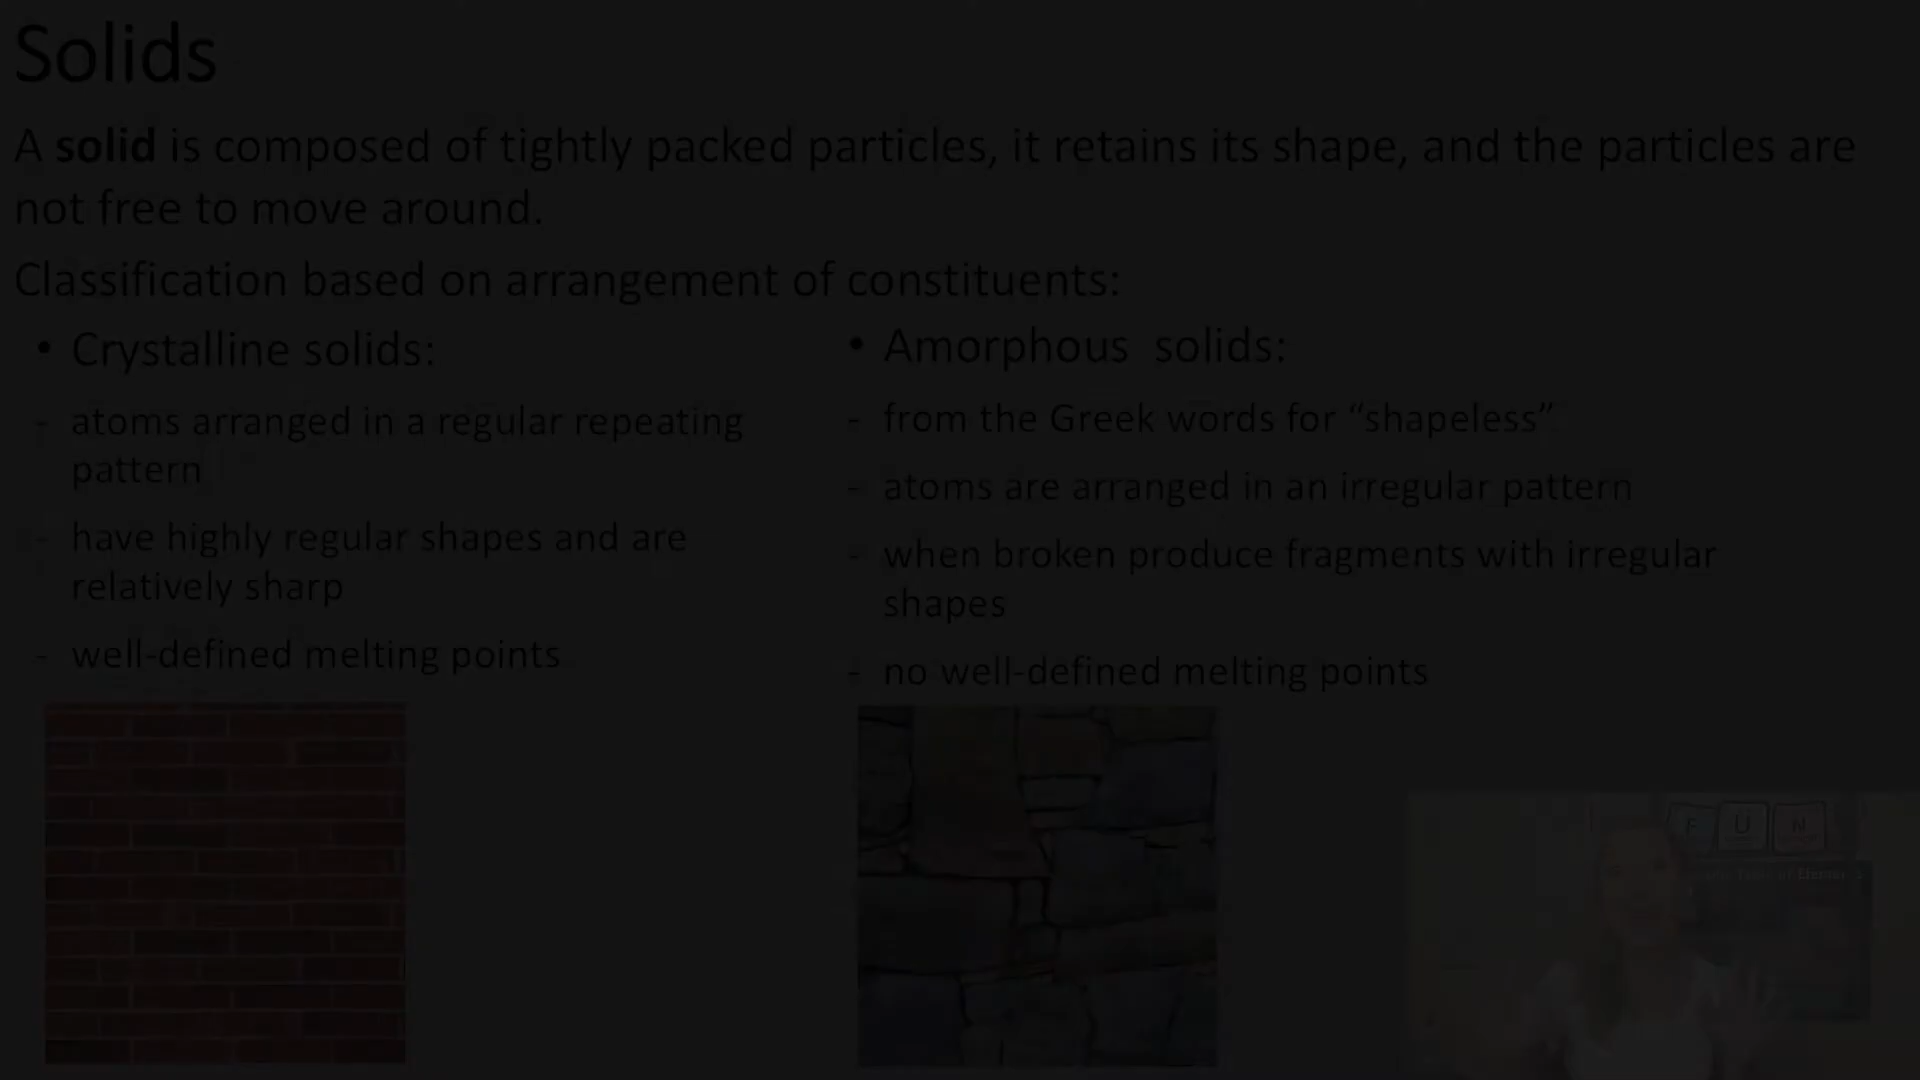 Solids
A solid is composed of tightly packed particles, it retains its shape, and the particles are
not free to move around.
Classification based on arrangement of constituents:
• Crystalline solids:
- atoms arranged in a regular repeating
pattern
- have highly regular shapes and are
relatively sharp
- well-defined melting points
• Amorphous solids:
- from the Greek words for “shapeless”
- atoms are arranged in an irregular pattern
- when broken produce fragments with irregular
shapes
- no well-defined melting points
F U N
Table of Elements